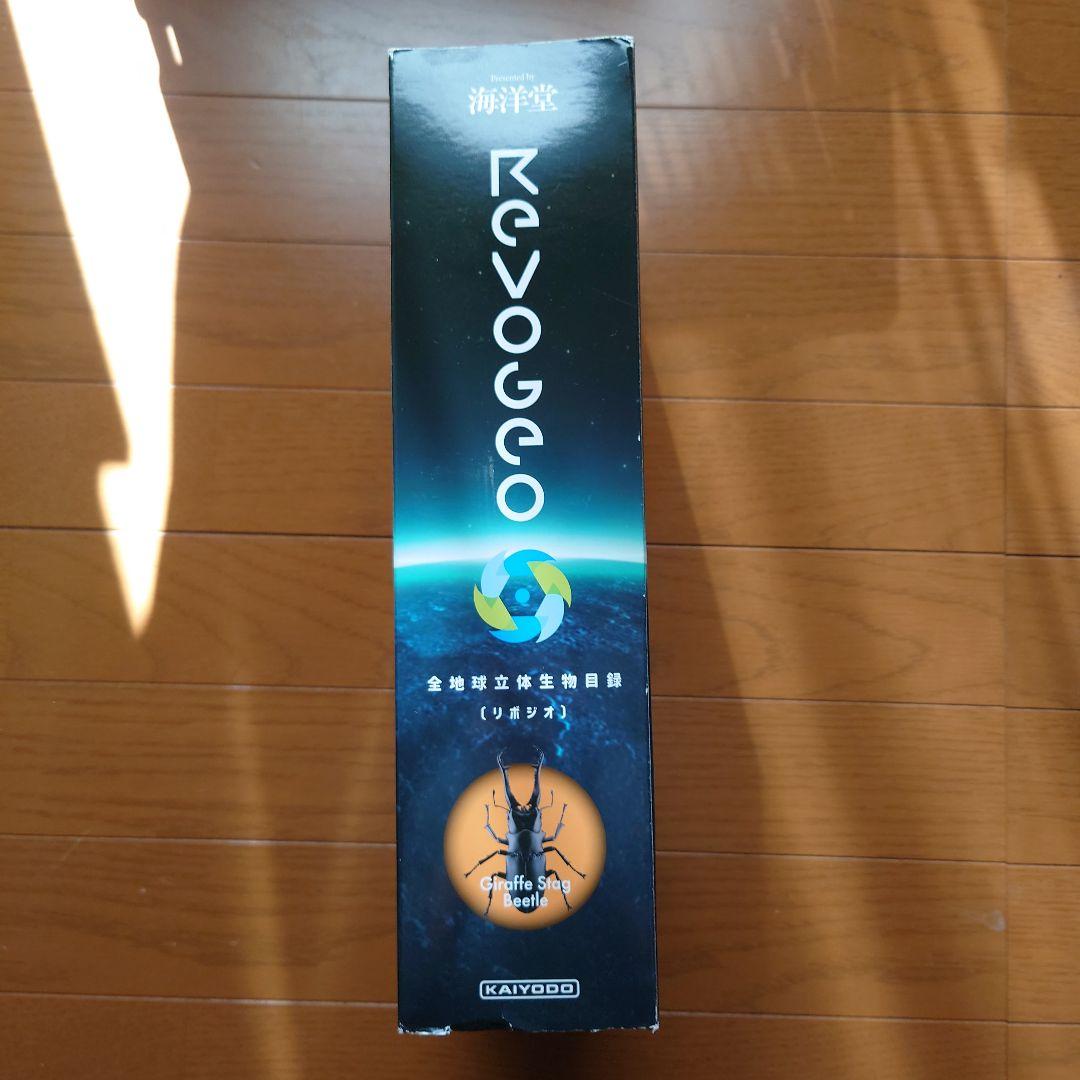 Presented by
海洋堂
ReVoGeo
全地球立体生物目録
〔リボジオ〕
Giraffe Stag
Beetle
KAIYODO